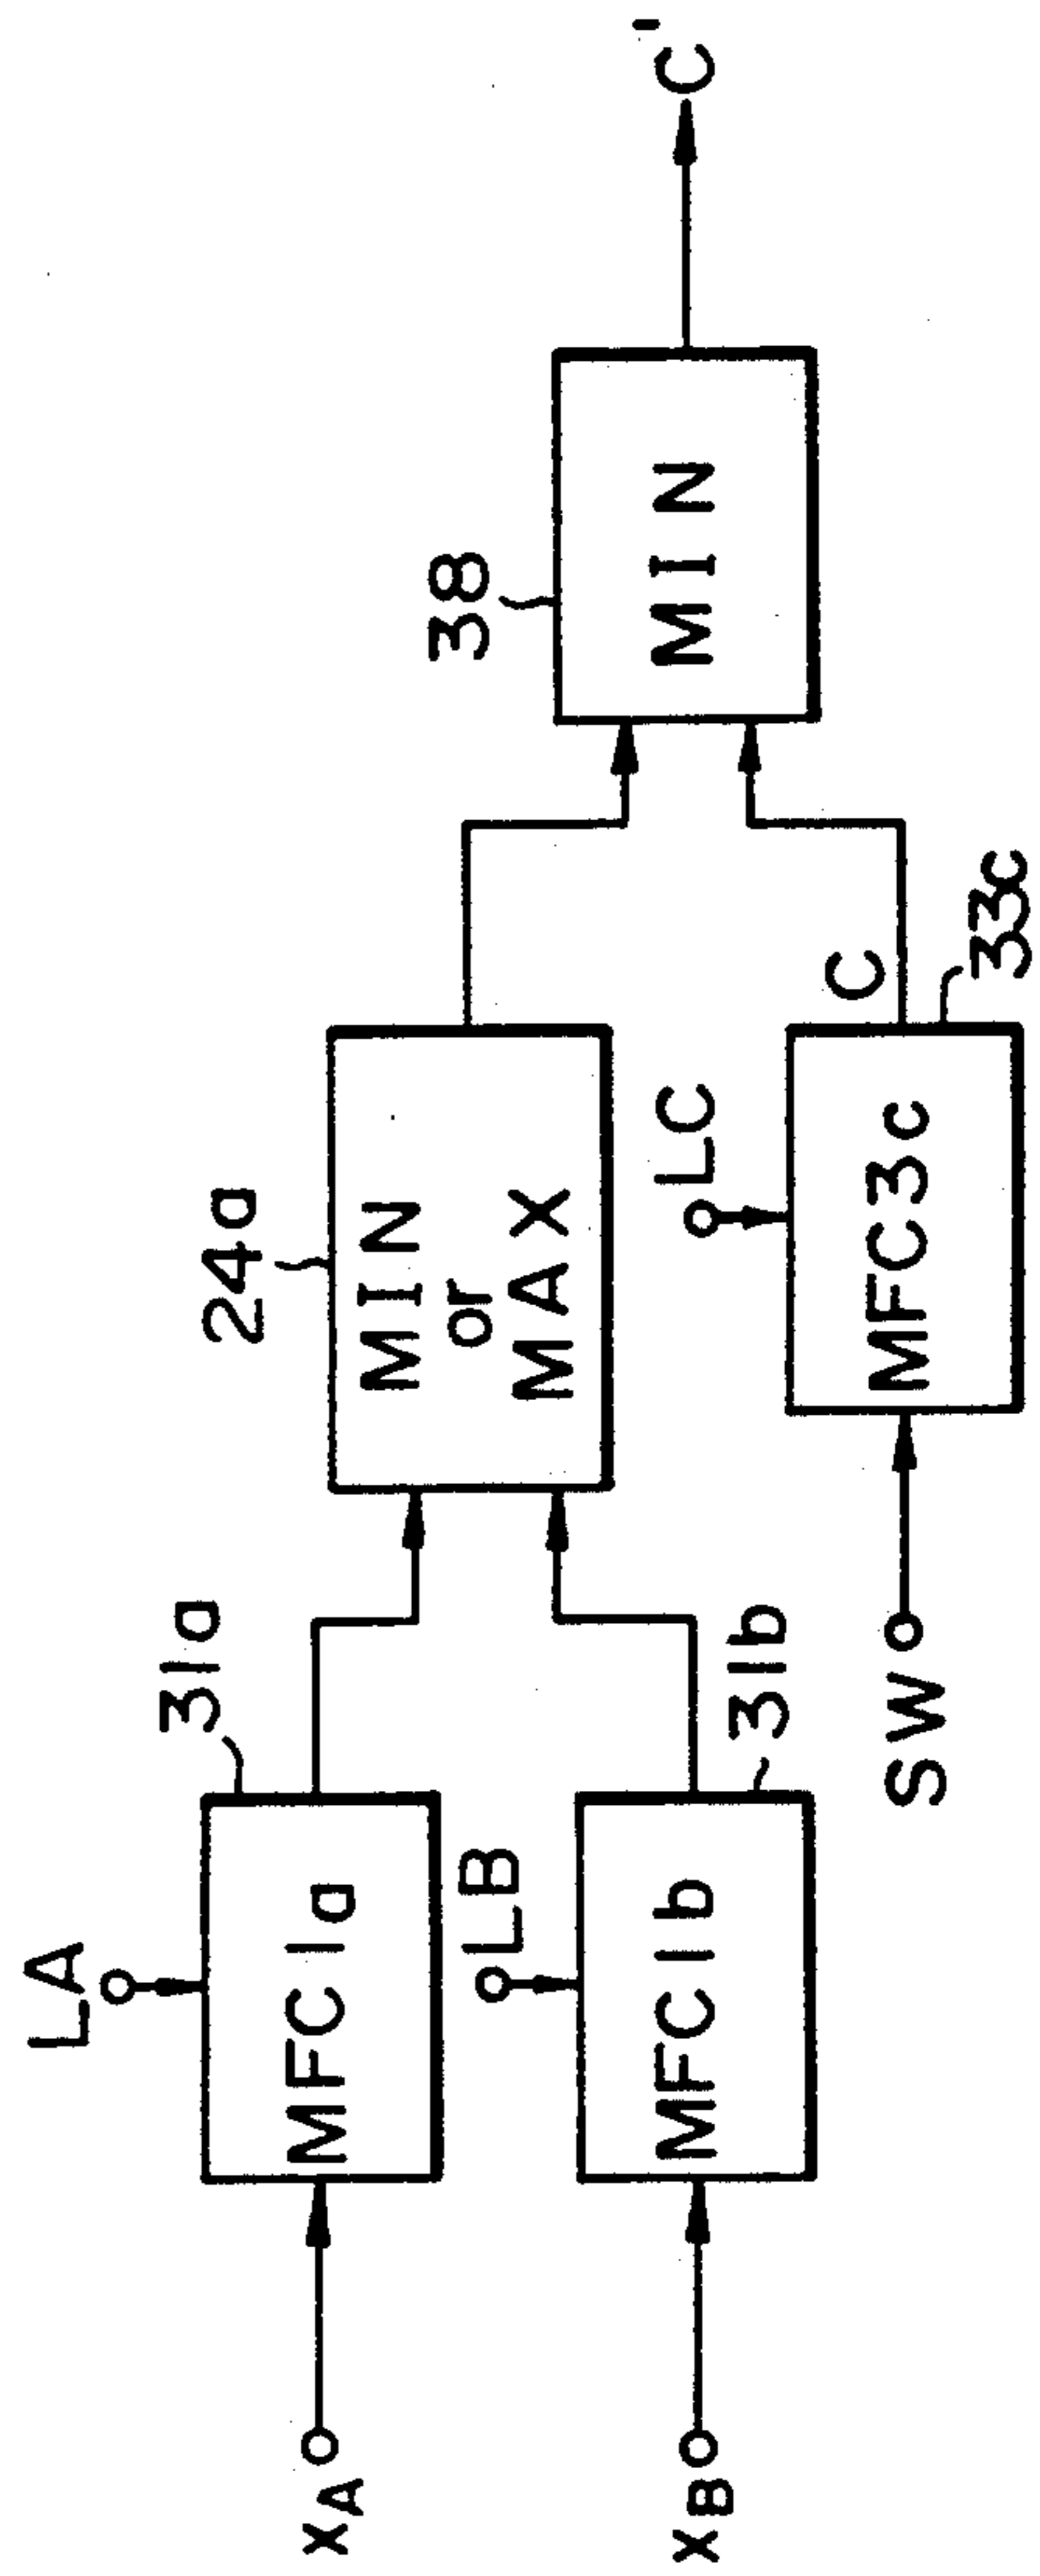 LA
31a
24a
38
C'
xA
MFC1a
MIN
or
MAX
MIN
LB
31b
LC
C
33c
xB
MFC1b
SW
MFC3c